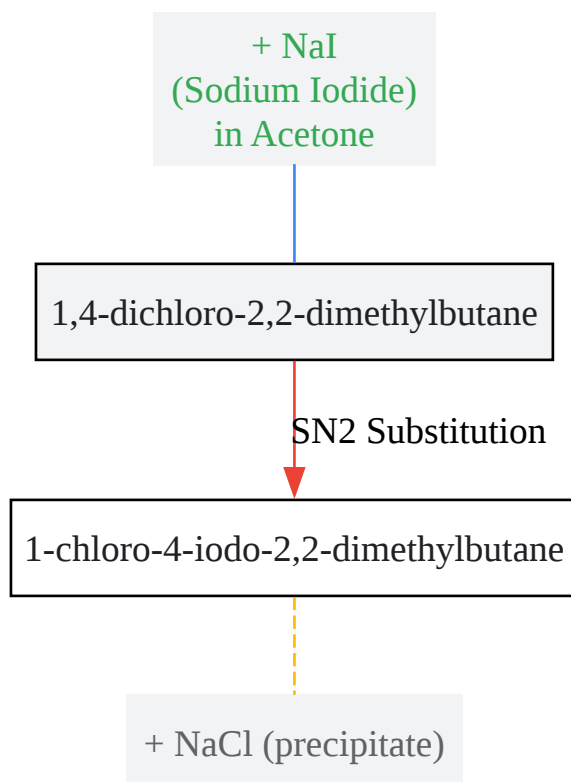 + NaI
(Sodium Iodide)
in Acetone
1,4-dichloro-2,2-dimethylbutane
SN2 Substitution
1-chloro-4-iodo-2,2-dimethylbutane
+ NaCl (precipitate)